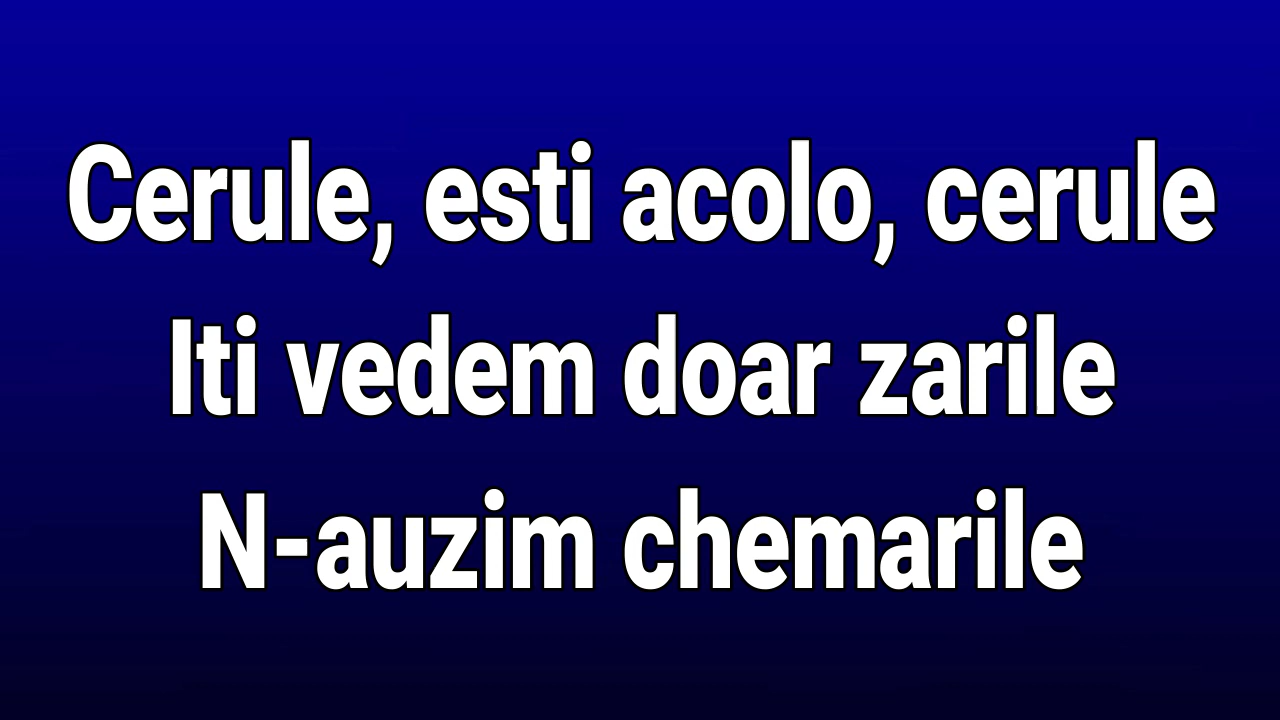 Cerule, esti acolo, cerule
Iti vedem doar zarile
N-auzim chemarile